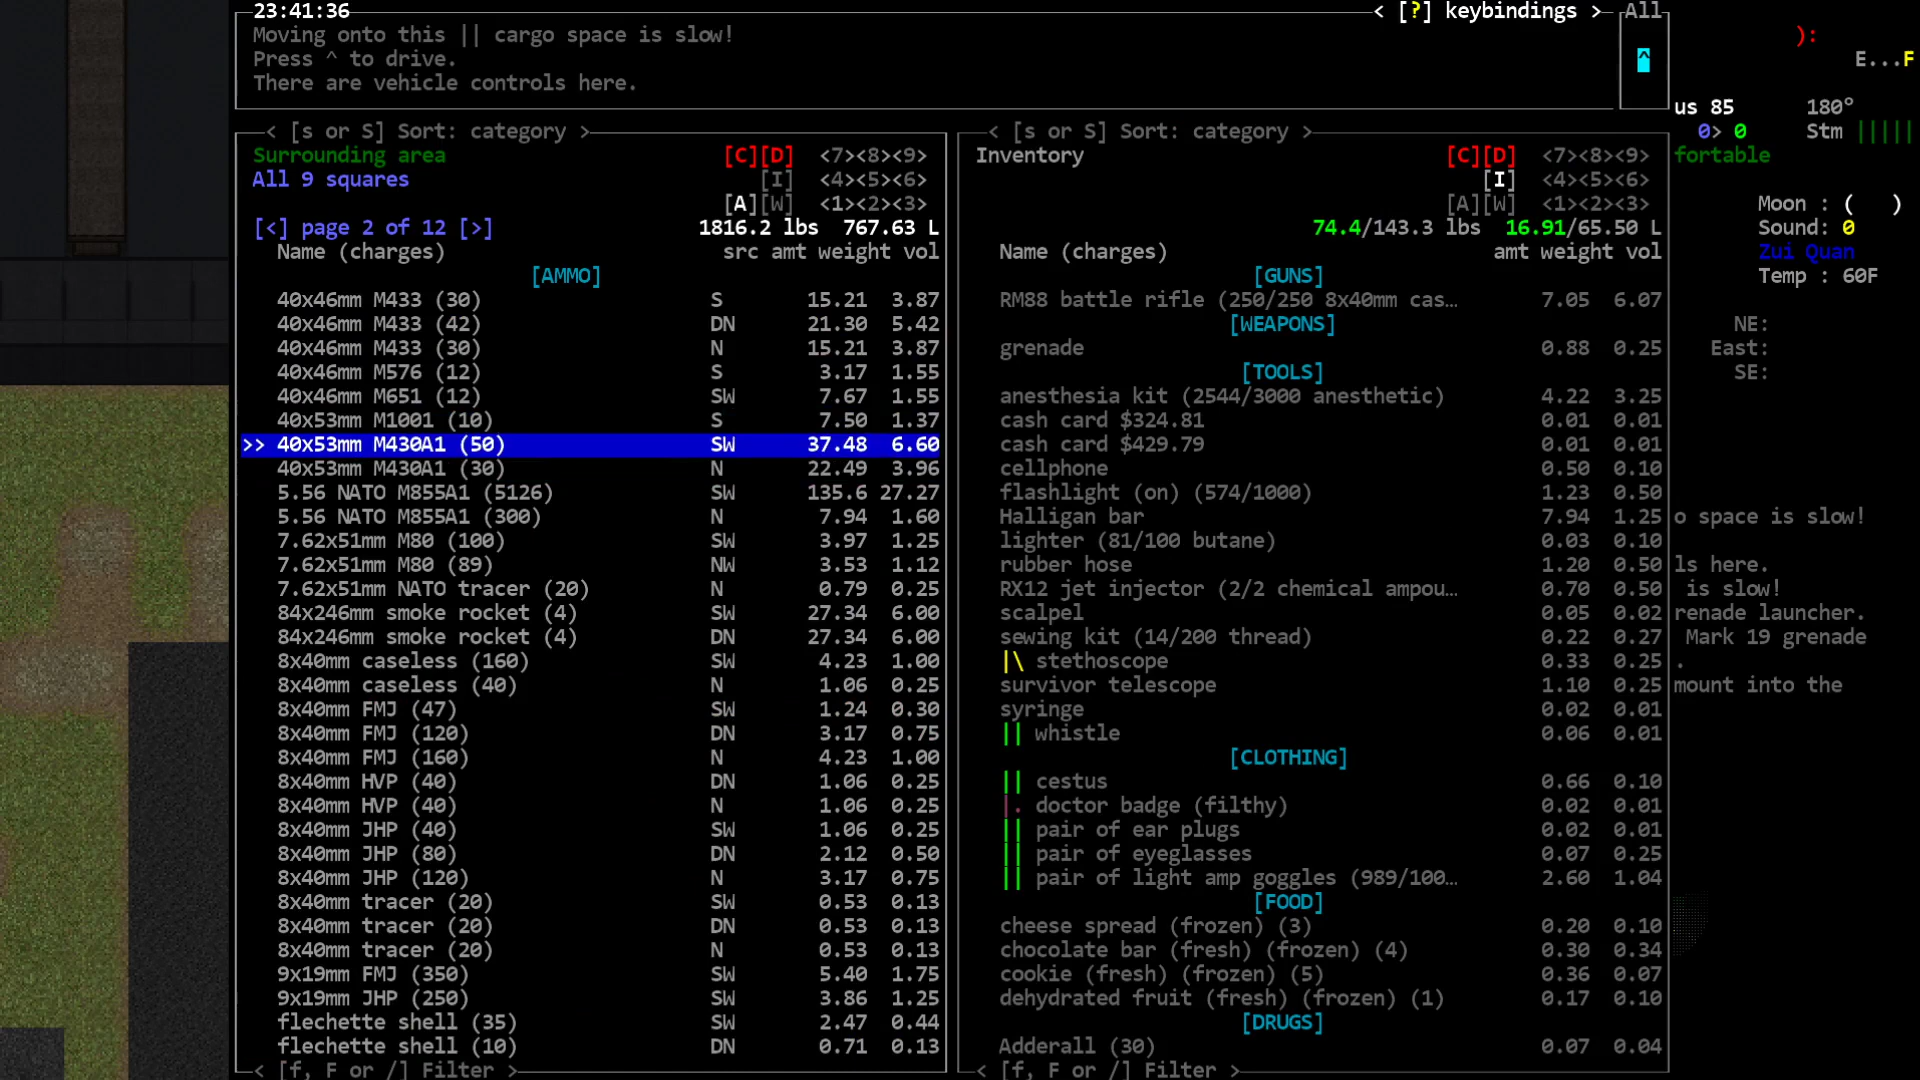 23:41:36
< [?] keybindings >
All
Moving onto this || cargo space is slow!
Press ^ to drive.
There are vehicle controls here.
^
):
E...F
us 85 180°
0> 0 Stm |||||
fortable
Moon : ( )
Sound: 0
Zui Quan
Temp : 60F
NE:
East:
SE:
o space is slow!
ls here.
is slow!
renade launcher.
Mark 19 grenade
.
mount into the
< [s or S] Sort: category >
Surrounding area [C][D] <7><8><9>
All 9 squares [I] <4><5><6>
[A][W] <1><2><3>
[<] page 2 of 12 [>] 1816.2 lbs 767.63 L
Name (charges) src amt weight vol
[AMMO]
40x46mm M433 (30) S 15.21 3.87
40x46mm M433 (42) DN 21.30 5.42
40x46mm M433 (30) N 15.21 3.87
40x46mm M576 (12) S 3.17 1.55
40x46mm M651 (12) SW 7.67 1.55
40x53mm M1001 (10) S 7.50 1.37
>> 40x53mm M430A1 (50) SW 37.48 6.60
40x53mm M430A1 (30) N 22.49 3.96
5.56 NATO M855A1 (5126) SW 135.6 27.27
5.56 NATO M855A1 (300) N 7.94 1.60
7.62x51mm M80 (100) SW 3.97 1.25
7.62x51mm M80 (89) NW 3.53 1.12
7.62x51mm NATO tracer (20) N 0.79 0.25
84x246mm smoke rocket (4) SW 27.34 6.00
84x246mm smoke rocket (4) DN 27.34 6.00
8x40mm caseless (160) SW 4.23 1.00
8x40mm caseless (40) N 1.06 0.25
8x40mm FMJ (47) SW 1.24 0.30
8x40mm FMJ (120) DN 3.17 0.75
8x40mm FMJ (160) N 4.23 1.00
8x40mm HVP (40) DN 1.06 0.25
8x40mm HVP (40) N 1.06 0.25
8x40mm JHP (40) SW 1.06 0.25
8x40mm JHP (80) DN 2.12 0.50
8x40mm JHP (120) N 3.17 0.75
8x40mm tracer (20) SW 0.53 0.13
8x40mm tracer (20) DN 0.53 0.13
8x40mm tracer (20) N 0.53 0.13
9x19mm FMJ (350) SW 5.40 1.75
9x19mm JHP (250) SW 3.86 1.25
flechette shell (35) SW 2.47 0.44
flechette shell (10) DN 0.71 0.13
< [f, F or /] Filter >
< [s or S] Sort: category >
Inventory [C][D] <7><8><9>
[I] <4><5><6>
[A][W] <1><2><3>
74.4/143.3 lbs 16.91/65.50 L
Name (charges) amt weight vol
[GUNS]
RM88 battle rifle (250/250 8x40mm cas… 7.05 6.07
[WEAPONS]
grenade 0.88 0.25
[TOOLS]
anesthesia kit (2544/3000 anesthetic) 4.22 3.25
cash card $324.81 0.01 0.01
cash card $429.79 0.01 0.01
cellphone 0.50 0.10
flashlight (on) (574/1000) 1.23 0.50
Halligan bar 7.94 1.25
lighter (81/100 butane) 0.03 0.10
rubber hose 1.20 0.50
RX12 jet injector (2/2 chemical ampou… 0.70 0.50
scalpel 0.05 0.02
sewing kit (14/200 thread) 0.22 0.27
|\ stethoscope 0.33 0.25
survivor telescope 1.10 0.25
syringe 0.02 0.01
|| whistle 0.06 0.01
[CLOTHING]
|| cestus 0.66 0.10
|. doctor badge (filthy) 0.02 0.01
|| pair of ear plugs 0.02 0.01
|| pair of eyeglasses 0.07 0.25
|| pair of light amp goggles (989/100… 2.60 1.04
[FOOD]
cheese spread (frozen) (3) 0.20 0.10
chocolate bar (fresh) (frozen) (4) 0.30 0.34
cookie (fresh) (frozen) (5) 0.36 0.07
dehydrated fruit (fresh) (frozen) (1) 0.17 0.10
[DRUGS]
Adderall (30) 0.07 0.04
< [f, F or /] Filter >